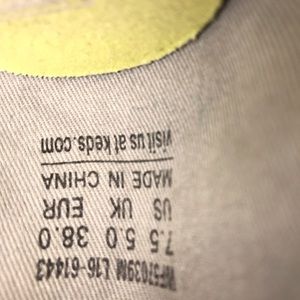 WF57039M L16-61443
7.5 5.0 38.0
US UK EUR
MADE IN CHINA
visit us at keds.com